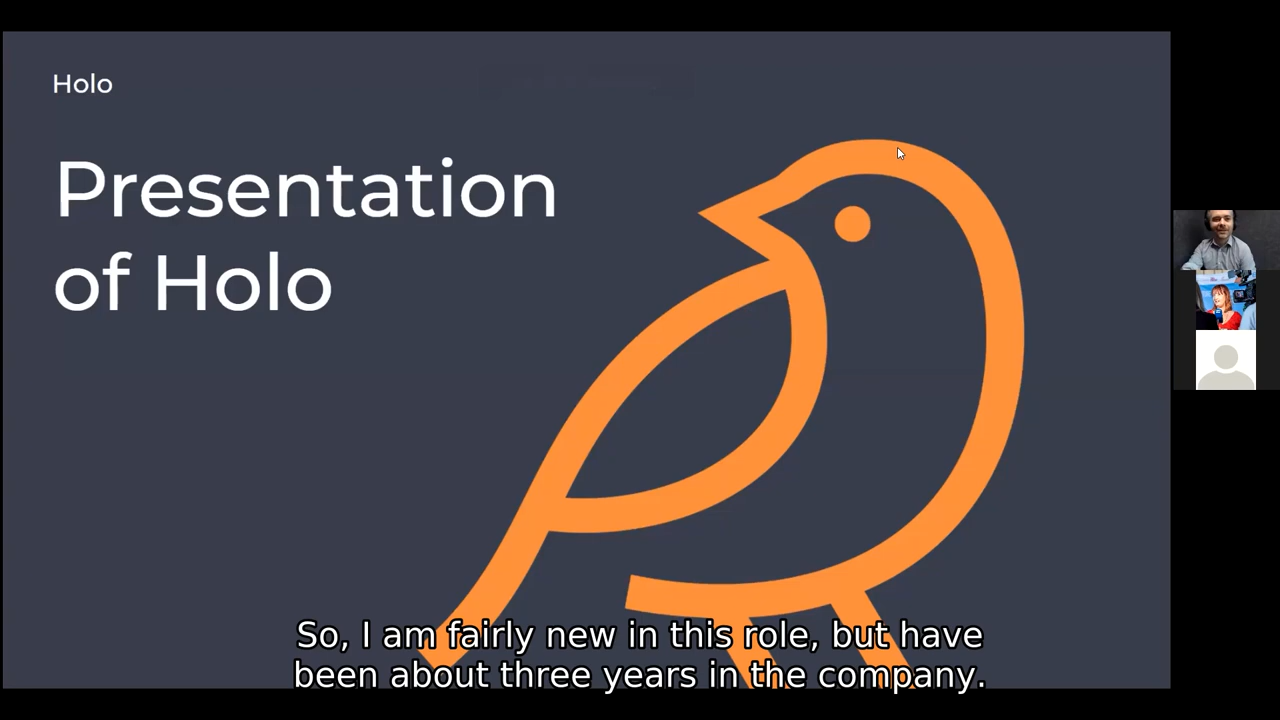 Holo
Presentation
of Holo
So, I am fairly new in this role, but have
been about three years in the company.